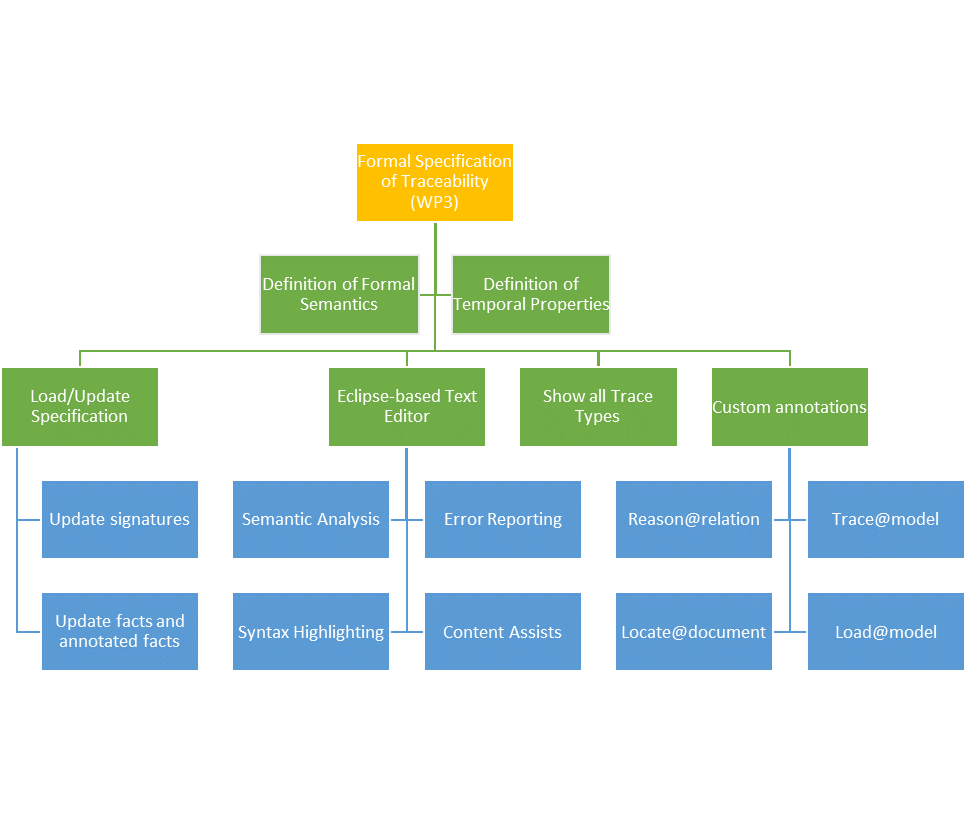 Formal Specification
of Traceability
(WP3)
Definition of Formal
Semantics
Definition of
Temporal Properties
Load/Update
Specification
Eclipse-based Text
Editor
Show all Trace
Types
Custom annotations
Update signatures
Semantic Analysis
Error Reporting
Reason@relation
Trace@model
Update facts and
annotated facts
Syntax Highlighting
Content Assists
Locate@document
Load@model